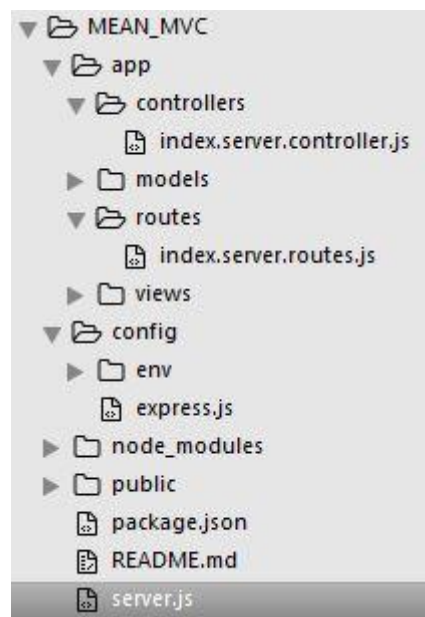 MEAN_MVC
app
controllers
index.server.controller.js
models
routes
index.server.routes.js
views
config
env
express.js
node_modules
public
package.json
README.md
server.js